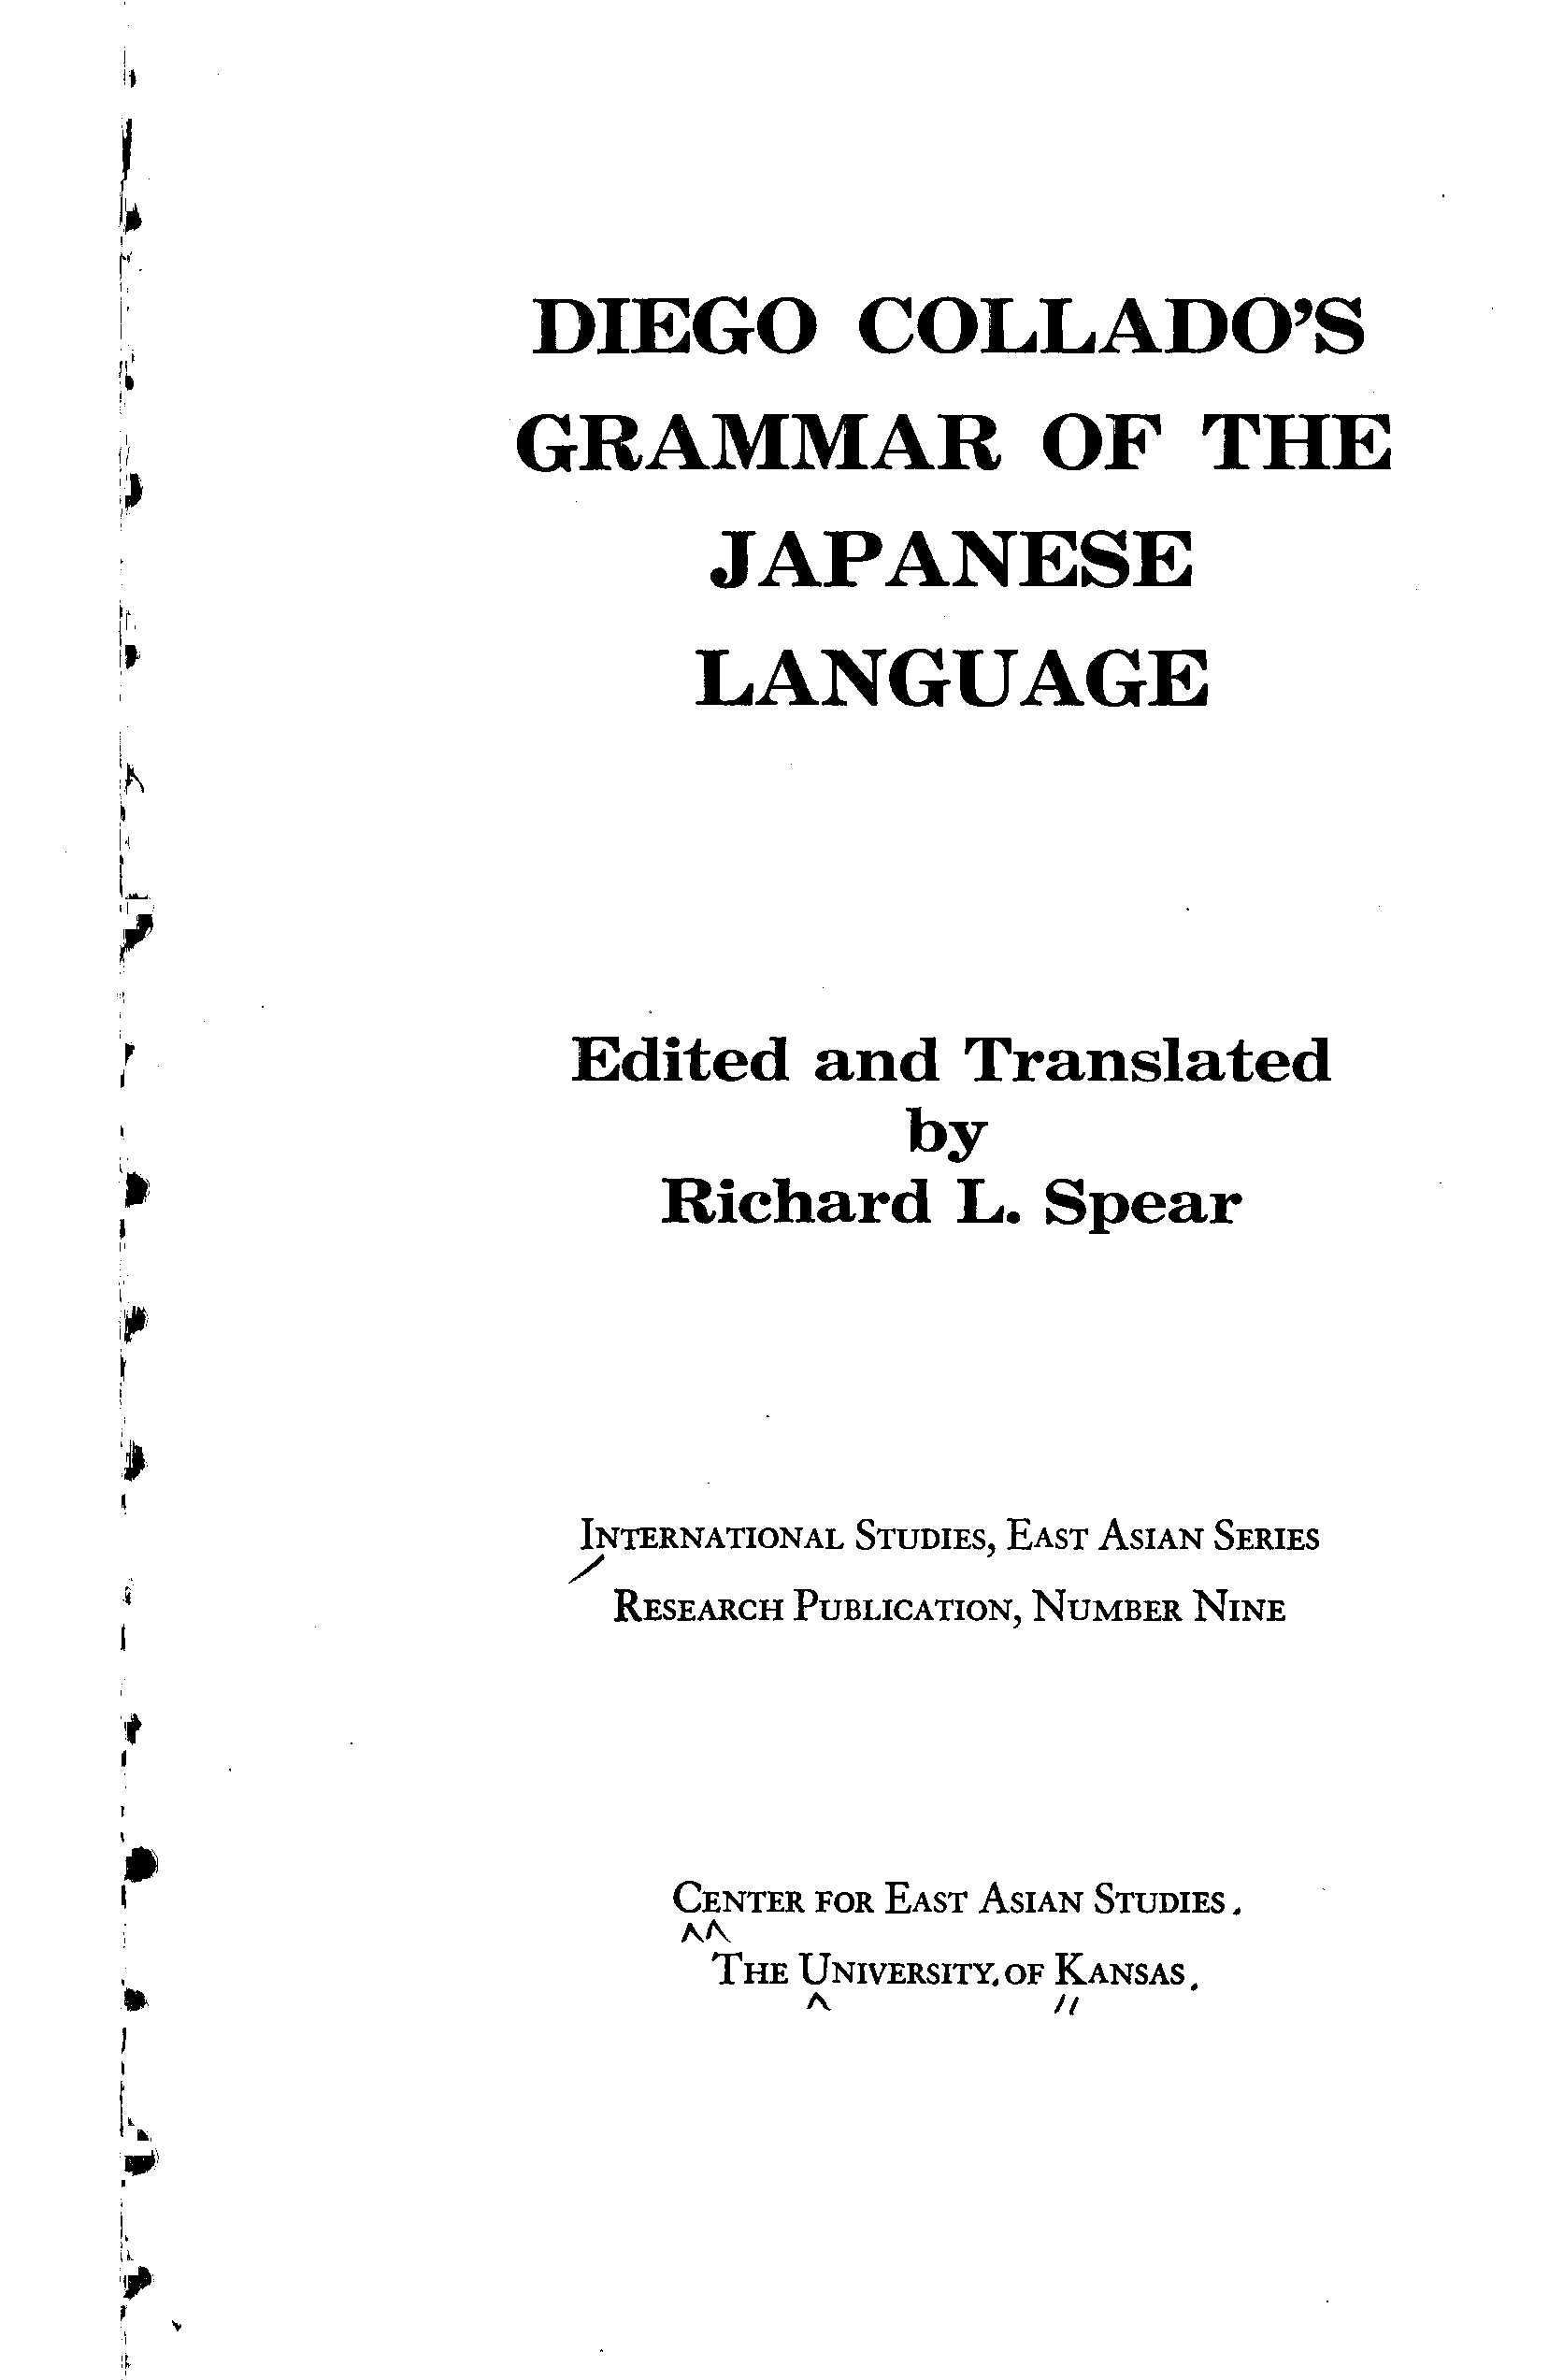 DIEGO COLLADO’S
GRAMMAR OF THE
JAPANESE
LANGUAGE
Edited and Translated
by
Richard L. Spear
INTERNATIONAL STUDIES, EAST ASIAN SERIES
RESEARCH PUBLICATION, NUMBER NINE
CENTER FOR EAST ASIAN STUDIES.
THE UNIVERSITY. OF KANSAS.